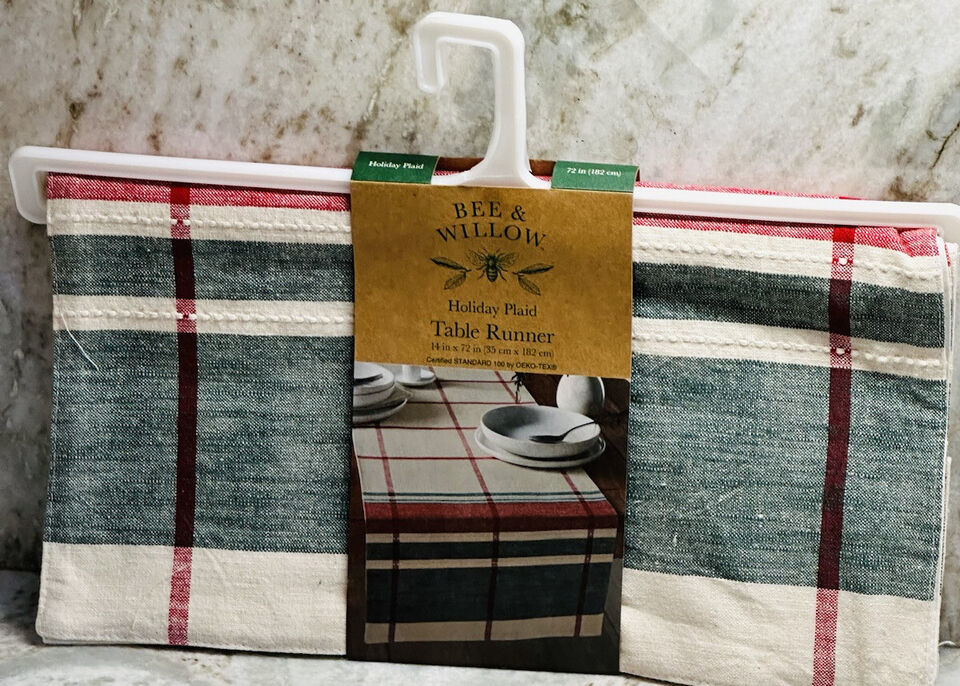 Holiday Plaid
72 in (182 cm)
BEE &
WILLOW
Holiday Plaid
Table Runner
14 in x 72 in (35 cm x 182 cm)
Certified STANDARD 100 by OEKO-TEX®